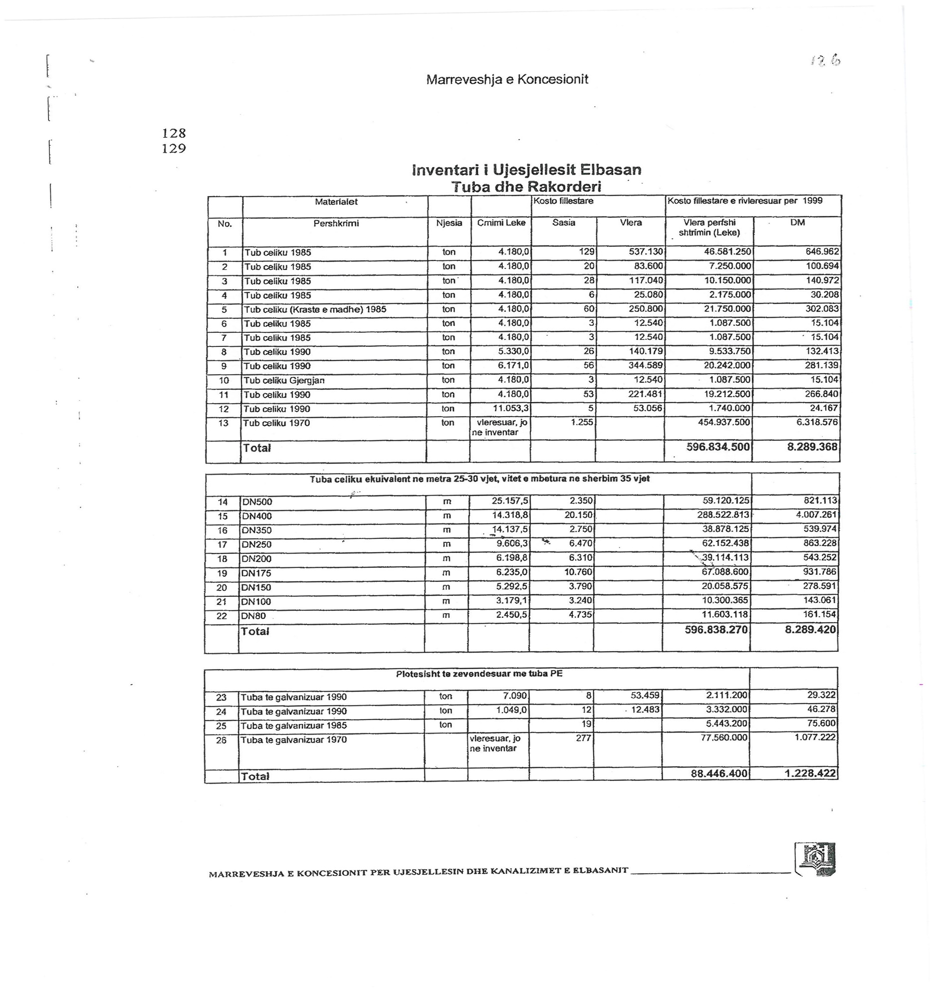 126
Marreveshja e Koncesionit
128
129
Inventari i Ujesjellesit Elbasan
Tuba dhe Rakorderi
Materialet Kosto fillestare Kosto fillestare e rivleresuar per 1999
No. Pershkrimi Njesia Cmimi Leke Sasia Vlera Vlera perfshi DM
shtrimin (Leke)
1 Tub celiku 1985 ton 4.180,0 129 537.130 46.581.250 646.962
2 Tub celiku 1985 ton 4.180,0 20 83.600 7.250.000 100.694
3 Tub celiku 1985 ton 4.180,0 28 117.040 10.150.000 140.972
4 Tub celiku 1985 ton 4.180,0 6 25.080 2.175.000 30.208
5 Tub celiku (Kraste e madhe) 1985 ton 4.180,0 60 250.800 21.750.000 302.083
6 Tub celiku 1985 ton 4.180,0 3 12.540 1.087.500 15.104
7 Tub celiku 1985 ton 4.180,0 3 12.540 1.087.500 15.104
8 Tub celiku 1990 ton 5.330,0 26 140.179 9.533.750 132.413
9 Tub celiku 1990 ton 6.171,0 56 344.589 20.242.000 281.139
10 Tub celiku Gjergjan ton 4.180,0 3 12.540 1.087.500 15.104
11 Tub celiku 1990 ton 4.180,0 53 221.481 19.212.500 266.840
12 Tub celiku 1990 ton 11.053,3 5 53.056 1.740.000 24.167
13 Tub celiku 1970 ton vleresuar, jo 1.255 454.937.500 6.318.576
ne inventar
Total 596.834.500 8.289.368
Tuba celiku ekuivalent ne metra 25-30 vjet, vitet e mbetura ne sherbim 35 vjet
14 DN500 m 25.157,5 2.350 59.120.125 821.113
15 DN400 m 14.318,8 20.150 288.522.813 4.007.261
16 DN350 m 14.137,5 2.750 38.878.125 539.974
17 DN250 m 9.606,3 6.470 62.152.438 863.228
18 DN200 m 6.198,8 6.310 39.114.113 543.252
19 DN175 m 6.235,0 10.760 67.088.600 931.786
20 DN150 m 5.292,5 3.790 20.058.575 278.591
21 DN100 m 3.179,1 3.240 10.300.365 143.061
22 DN80 m 2.450,5 4.735 11.603.118 161.154
Total 596.838.270 8.289.420
Plotesisht te zevendesuar me tuba PE
23 Tuba te galvanizuar 1990 ton 7.090 8 53.459 2.111.200 29.322
24 Tuba te galvanizuar 1990 ton 1.049,0 12 12.483 3.332.000 46.278
25 Tuba te galvanizuar 1985 ton 19 5.443.200 75.600
26 Tuba te galvanizuar 1970 vleresuar, jo 277 77.560.000 1.077.222
ne inventar
Total 88.446.400 1.228.422
MARREVESHJA E KONCESIONIT PER UJESJELLESIN DHE KANALIZIMET E ELBASANIT